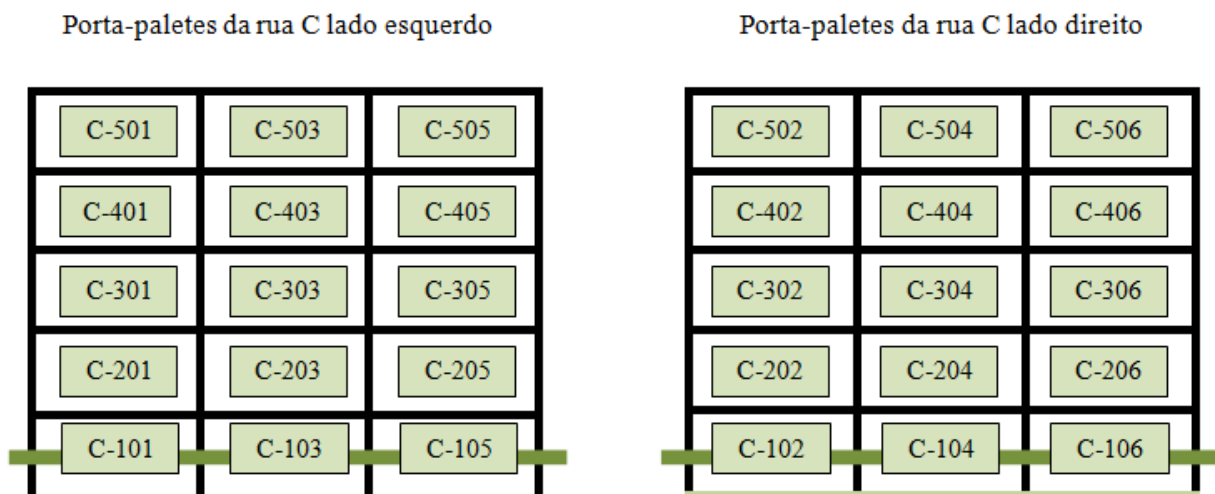 Porta-paletes da rua C lado esquerdo
C-501 C-503 C-505
C-401 C-403 C-405
C-301 C-303 C-305
C-201 C-203 C-205
C-101 C-103 C-105
Porta-paletes da rua C lado direito
C-502 C-504 C-506
C-402 C-404 C-406
C-302 C-304 C-306
C-202 C-204 C-206
C-102 C-104 C-106